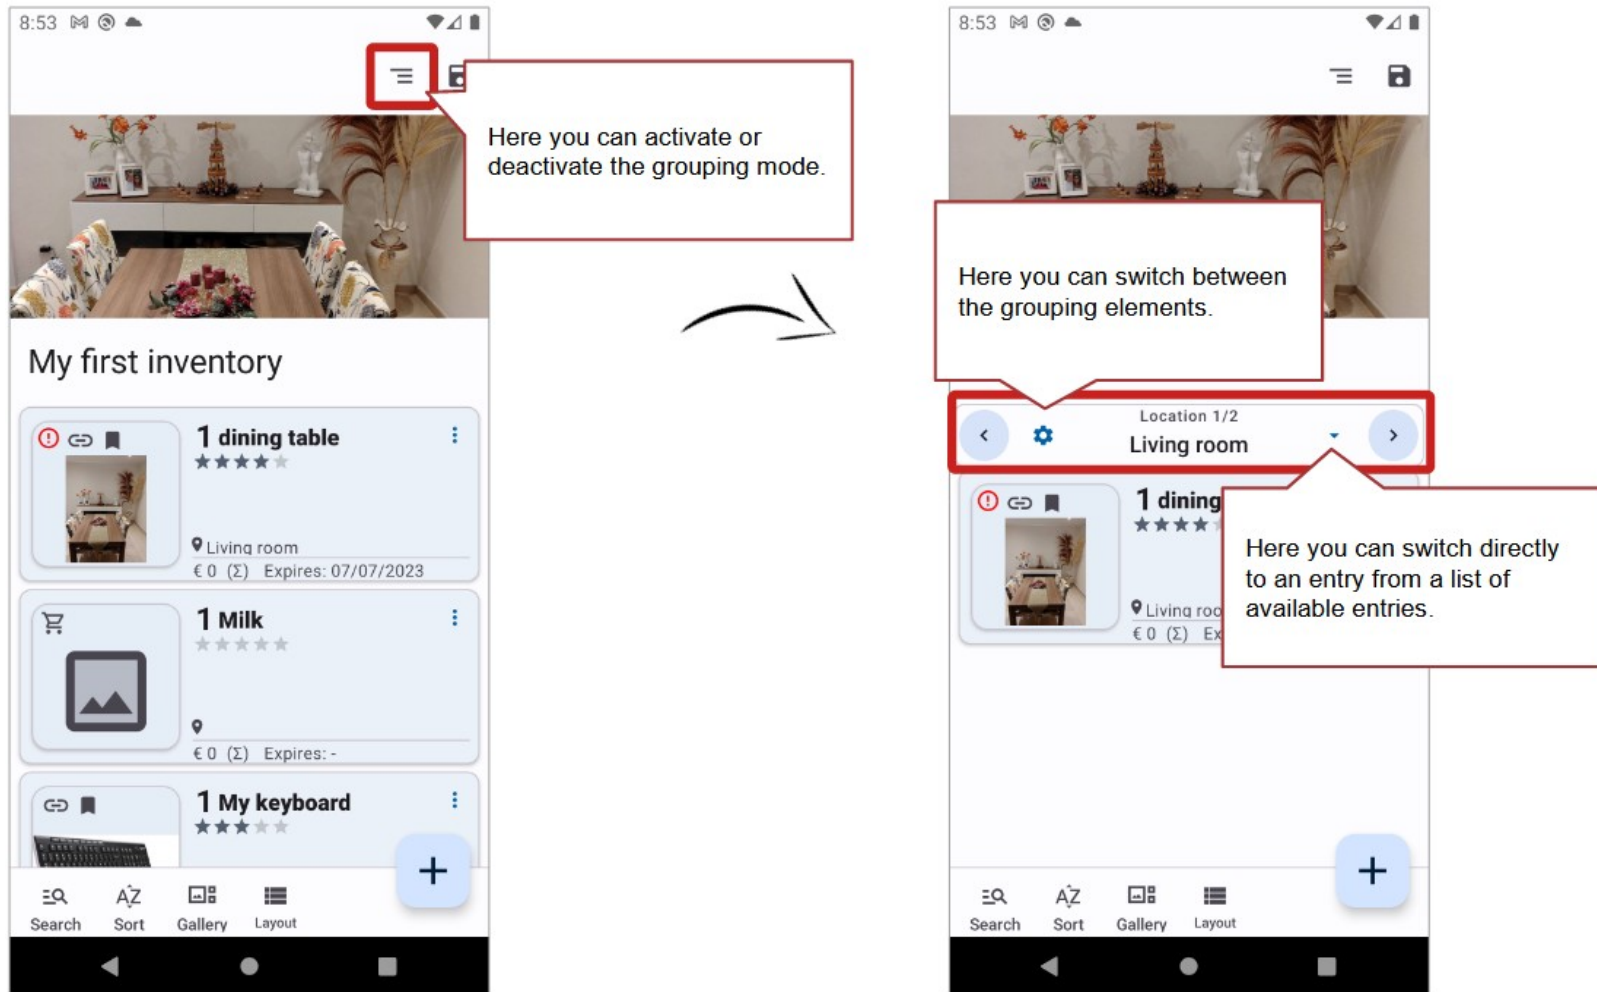 8:53
Here you can activate or
deactivate the grouping mode.
My first inventory
1 dining table
Living room
€ 0 (Σ) Expires: 07/07/2023
1 Milk
€ 0 (Σ) Expires: -
1 My keyboard
Search
Sort
Gallery
Layout
8:53
Here you can switch between
the grouping elements.
Location 1/2
Living room
1 dining
Here you can switch directly
to an entry from a list of
available entries.
Living roo
€ 0 (Σ) Ex
Search
Sort
Gallery
Layout